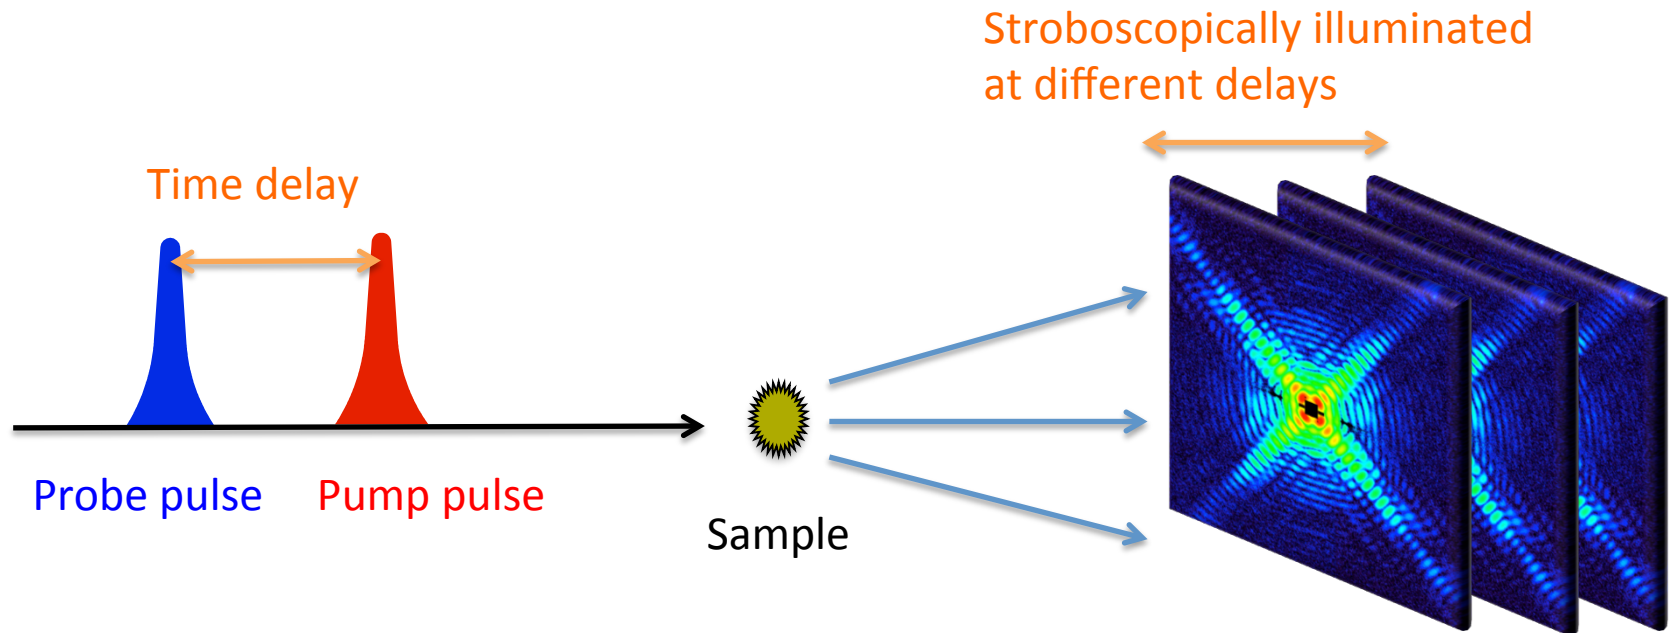 Stroboscopically illuminated
at different delays
Time delay
Probe pulse
Pump pulse
Sample